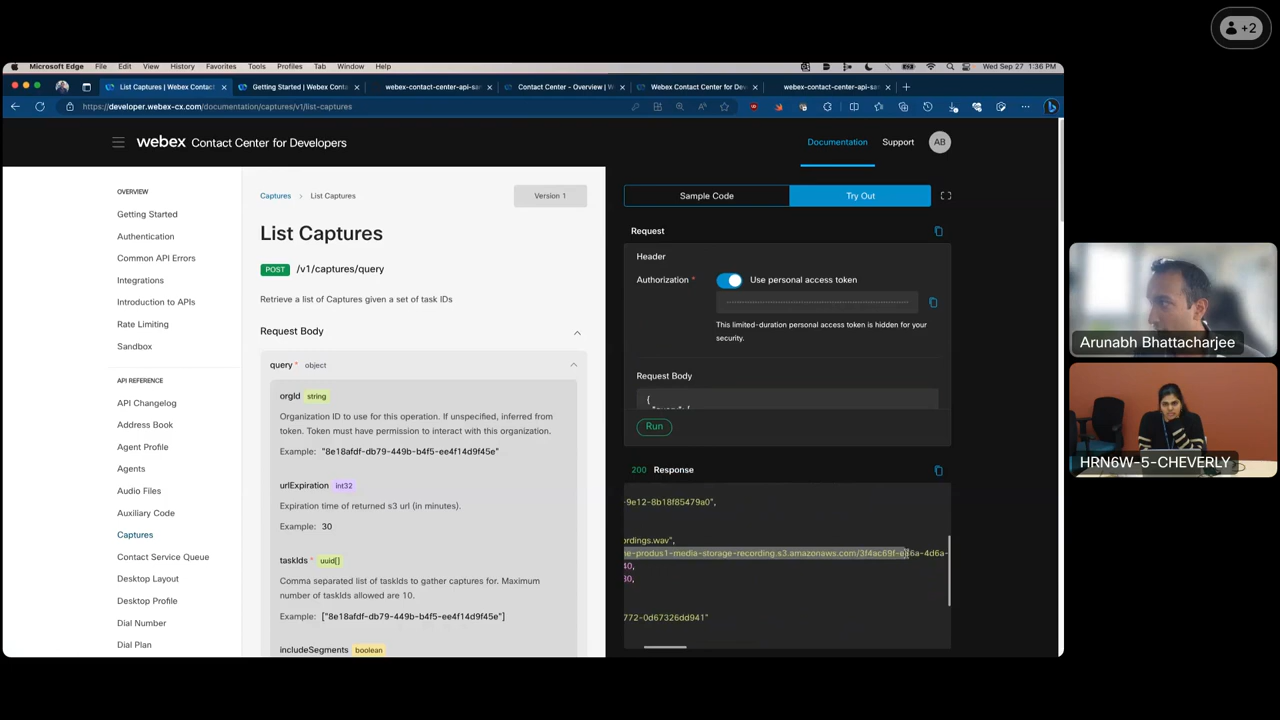 +2
Microsoft Edge File Edit View History Favorites Tools Profiles Tab Window Help
Wed Sep 27 1:36 PM
List Captures | Webex Contact
Getting Started | Webex Conta
webex-contact-center-api-sam
Contact Center - Overview | W
Webex Contact Center for Dev
webex-contact-center-api-sam
https://developer.webex-cx.com/documentation/captures/v1/list-captures
webex Contact Center for Developers
Documentation
Support
AB
OVERVIEW
Getting Started
Authentication
Common API Errors
Integrations
Introduction to APIs
Rate Limiting
Sandbox
API REFERENCE
API Changelog
Address Book
Agent Profile
Agents
Audio Files
Auxiliary Code
Captures
Contact Service Queue
Desktop Layout
Desktop Profile
Dial Number
Dial Plan
Captures > List Captures
Version 1
List Captures
POST /v1/captures/query
Retrieve a list of Captures given a set of task IDs
Request Body
query * object
orgId string
Organization ID to use for this operation. If unspecified, inferred from
token. Token must have permission to interact with this organization.
Example: "8e18afdf-db79-449b-b4f5-ee4f14d9f45e"
urlExpiration int32
Expiration time of returned s3 url (in minutes).
Example: 30
taskIds * uuid[]
Comma separated list of taskIds to gather captures for. Maximum
number of taskIds allowed are 10.
Example: ["8e18afdf-db79-449b-b4f5-ee4f14d9f45e"]
includeSegments boolean
Sample Code
Try Out
Request
Header
Authorization * Use personal access token
This limited-duration personal access token is hidden for your
security.
Request Body
{
Run
200 Response
-9e12-8b18f85479a0",
ordings.wav",
ne-produs1-media-storage-recording.s3.amazonaws.com/3f4ac69f-e86a-4d6a-
40,
30,
772-0d67326dd941"
Arunabh Bhattacharjee
HRN6W-5-CHEVERLY